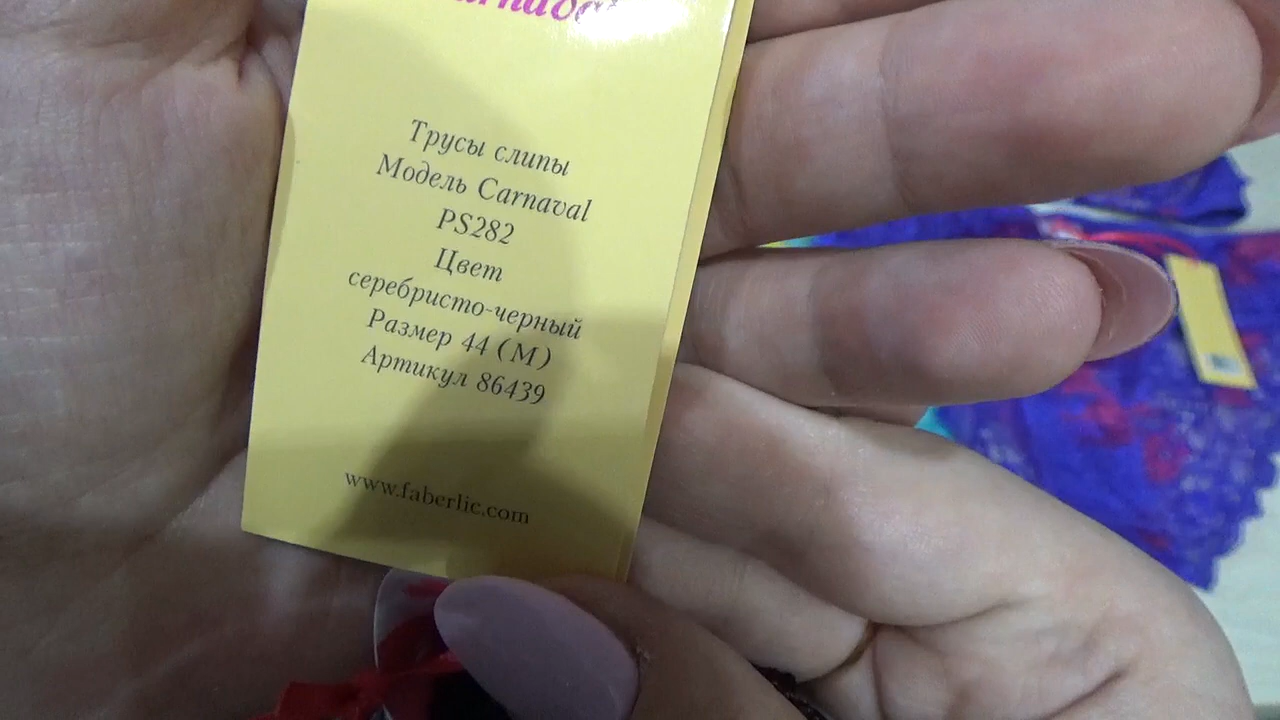 Трусы слипы
Модель Carnaval
PS282
Цвет
серебристо-черный
Размер 44 (M)
Артикул 86439
www.faberlic.com